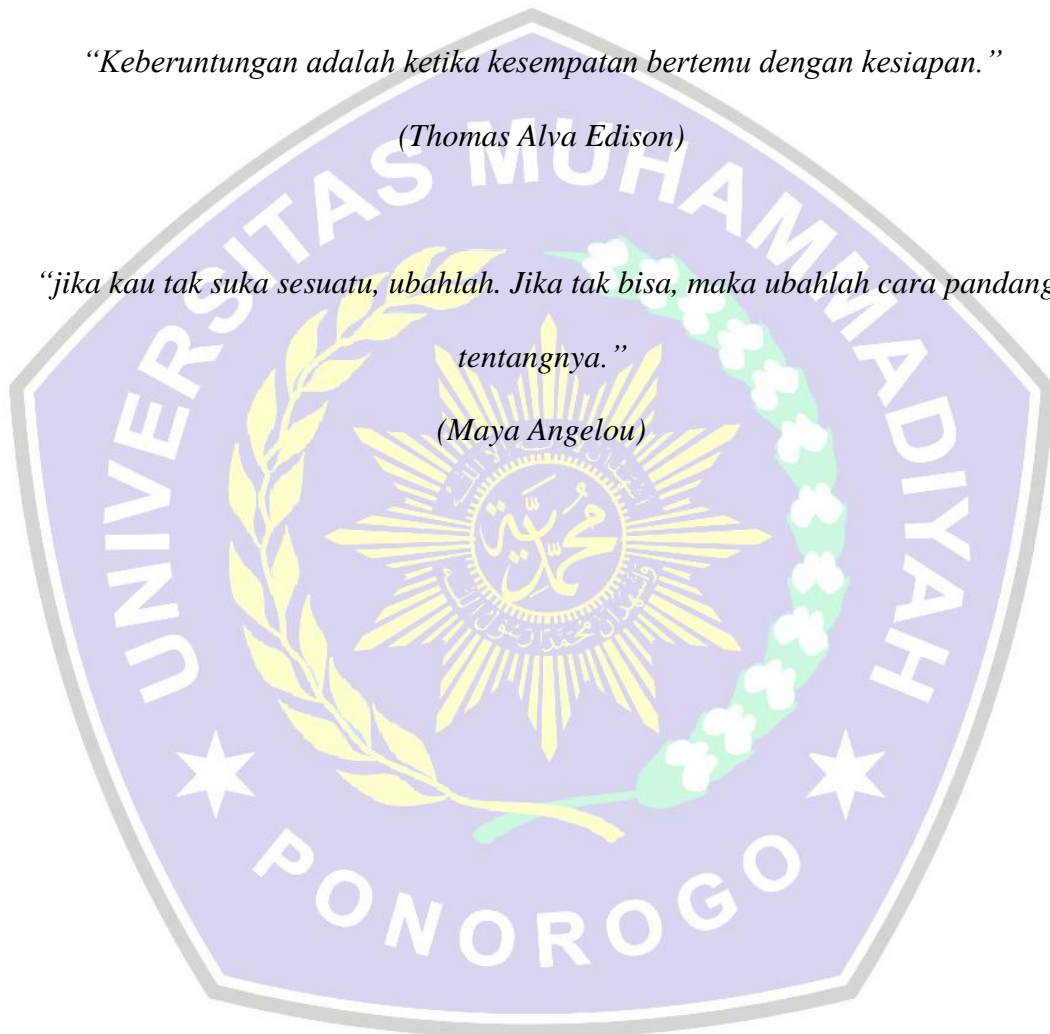 “Keberuntungan adalah ketika kesempatan bertemu dengan kesiapan.”
(Thomas Alva Edison)
“jika kau tak suka sesuatu, ubahlah. Jika tak bisa, maka ubahlah cara pandang
tentangnya.”
(Maya Angelou)
UNIVERSITAS MUHAMMADIYAH
PONOROGO
محمدية